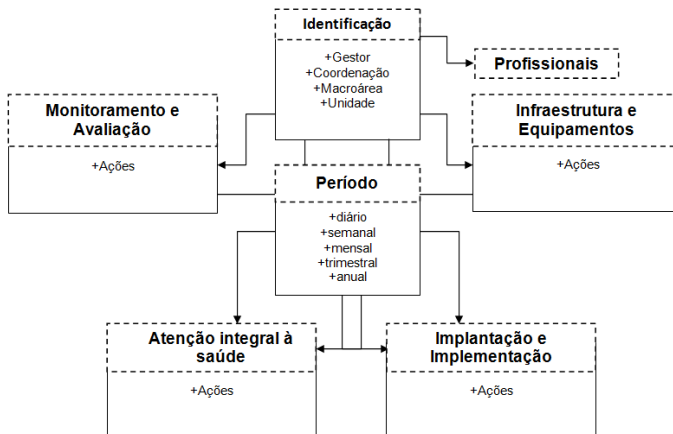 Identificação
+Gestor
+Coordenação
+Macroárea
+Unidade
Profissionais
Monitoramento e
Avaliação
+Ações
Infraestrutura e
Equipamentos
+Ações
Período
+diário
+semanal
+mensal
+trimestral
+anual
Atenção integral à
saúde
+Ações
Implantação e
Implementação
+Ações